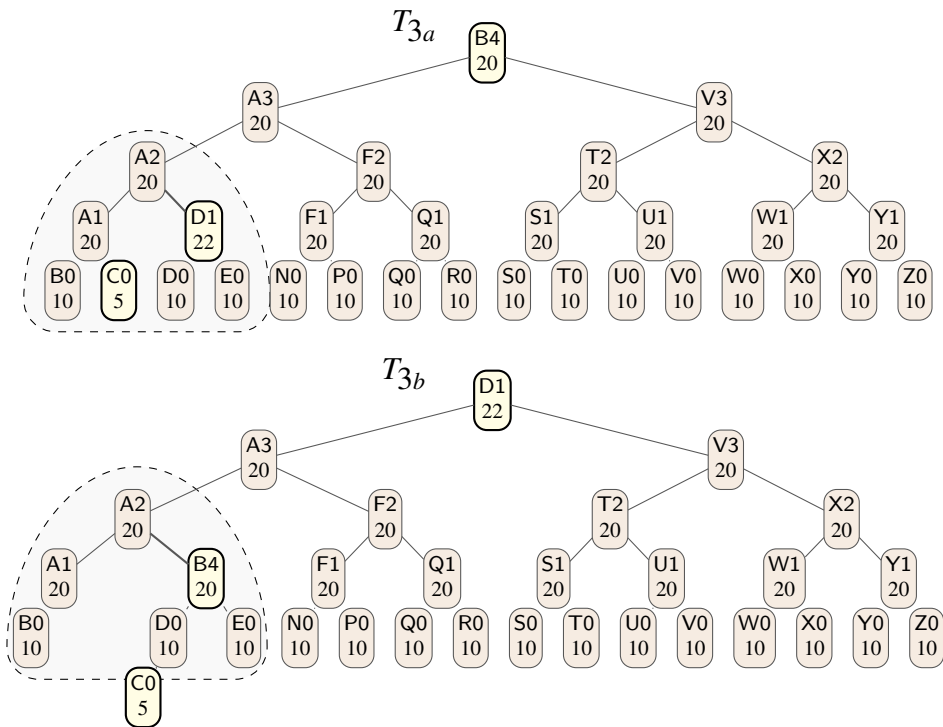 T3a
B4
20
A3 V3
20 20
A2 F2 T2 X2
20 20 20 20
A1 D1 F1 Q1 S1 U1 W1 Y1
20 22 20 20 20 20 20 20
B0 C0 D0 E0 N0 P0 Q0 R0 S0 T0 U0 V0 W0 X0 Y0 Z0
10 5 10 10 10 10 10 10 10 10 10 10 10 10 10 10
T3b
D1
22
A3 V3
20 20
A2 F2 T2 X2
20 20 20 20
A1 B4 F1 Q1 S1 U1 W1 Y1
20 20 20 20 20 20 20 20
B0 D0 E0 N0 P0 Q0 R0 S0 T0 U0 V0 W0 X0 Y0 Z0
10 10 10 10 10 10 10 10 10 10 10 10 10 10 10
C0
5